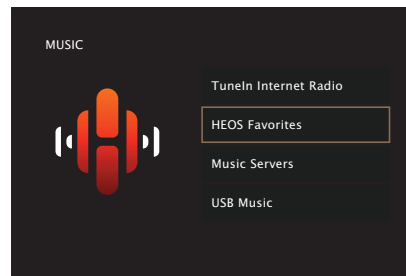 MUSIC
TuneIn Internet Radio
HEOS Favorites
Music Servers
USB Music